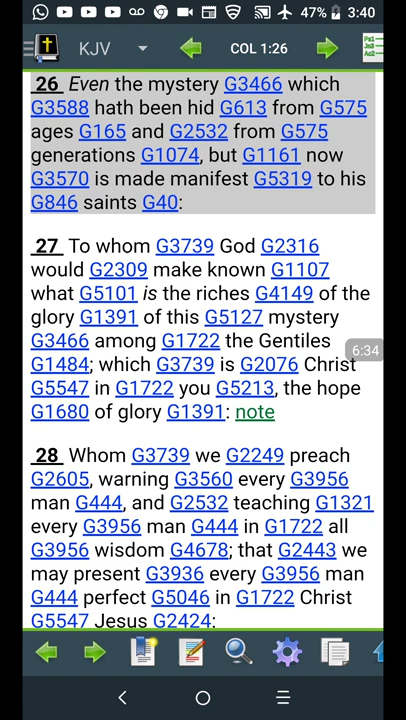 47% 3:40
KJV COL 1:26
26 Even the mystery G3466 which
G3588 hath been hid G613 from G575
ages G165 and G2532 from G575
generations G1074, but G1161 now
G3570 is made manifest G5319 to his
G846 saints G40:
27 To whom G3739 God G2316
would G2309 make known G1107
what G5101 is the riches G4149 of the
glory G1391 of this G5127 mystery
G3466 among G1722 the Gentiles
G1484; which G3739 is G2076 Christ
6:34
G5547 in G1722 you G5213, the hope
G1680 of glory G1391: note
28 Whom G3739 we G2249 preach
G2605, warning G3560 every G3956
man G444, and G2532 teaching G1321
every G3956 man G444 in G1722 all
G3956 wisdom G4678; that G2443 we
may present G3936 every G3956 man
G444 perfect G5046 in G1722 Christ
G5547 Jesus G2424: